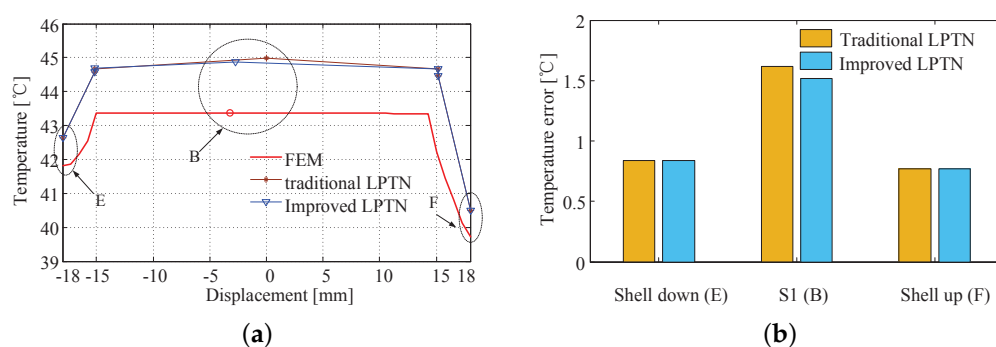 46
45
44
43
42
41
40
39
Temperature [℃]
B
E
F
FEM
traditional LPTN
Improved LPTN
-18 -15 -10 -5 0 5 10 15 18
Displacement [mm]
(a)
2
1.5
1
0.5
0
Temperature error [℃]
Traditional LPTN
Improved LPTN
Shell down (E) S1 (B) Shell up (F)
(b)